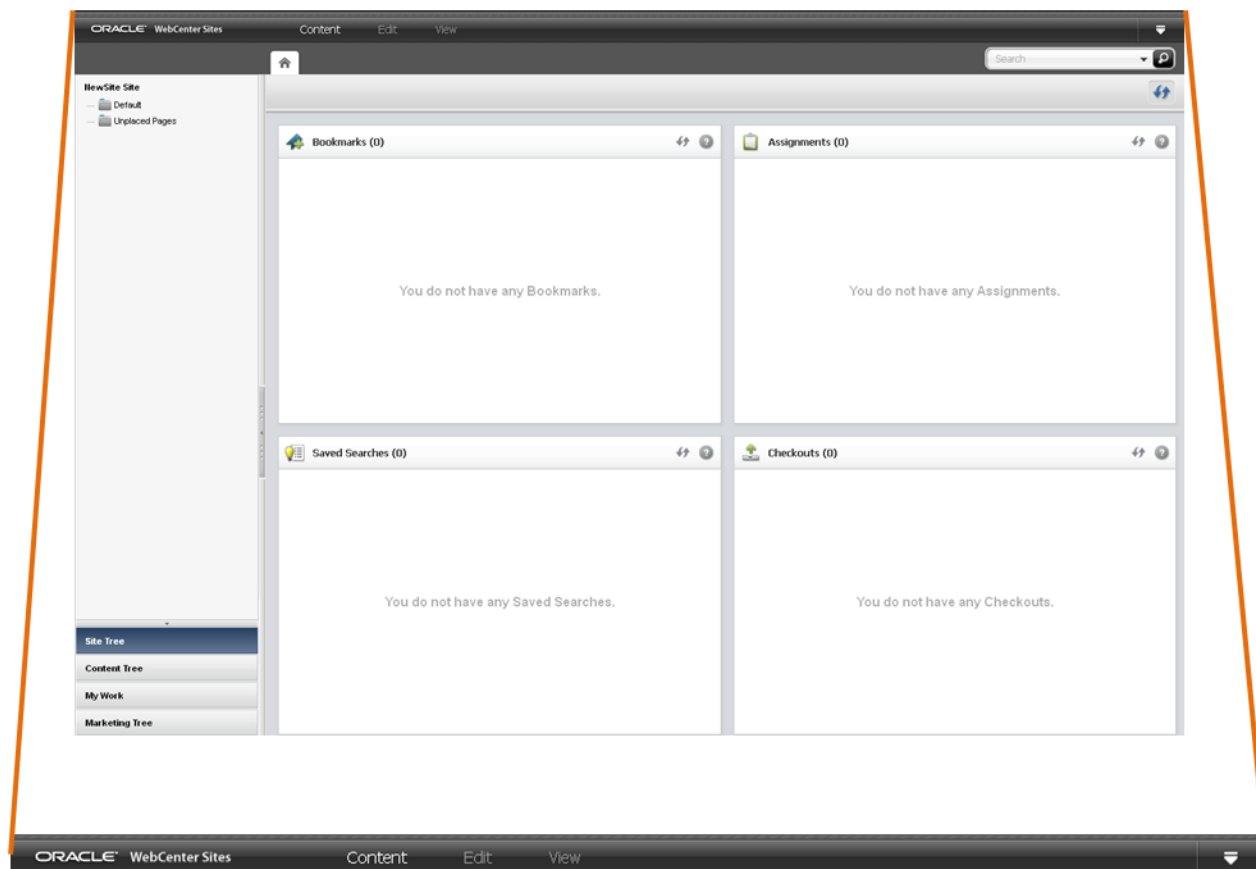 ORACLE WebCenter Sites Content Edit View
Search
NewSite Site
Default
Unplaced Pages
Bookmarks (0)
You do not have any Bookmarks.
Assignments (0)
You do not have any Assignments.
Saved Searches (0)
You do not have any Saved Searches.
Checkouts (0)
You do not have any Checkouts.
Site Tree
Content Tree
My Work
Marketing Tree
ORACLE WebCenter Sites Content Edit View